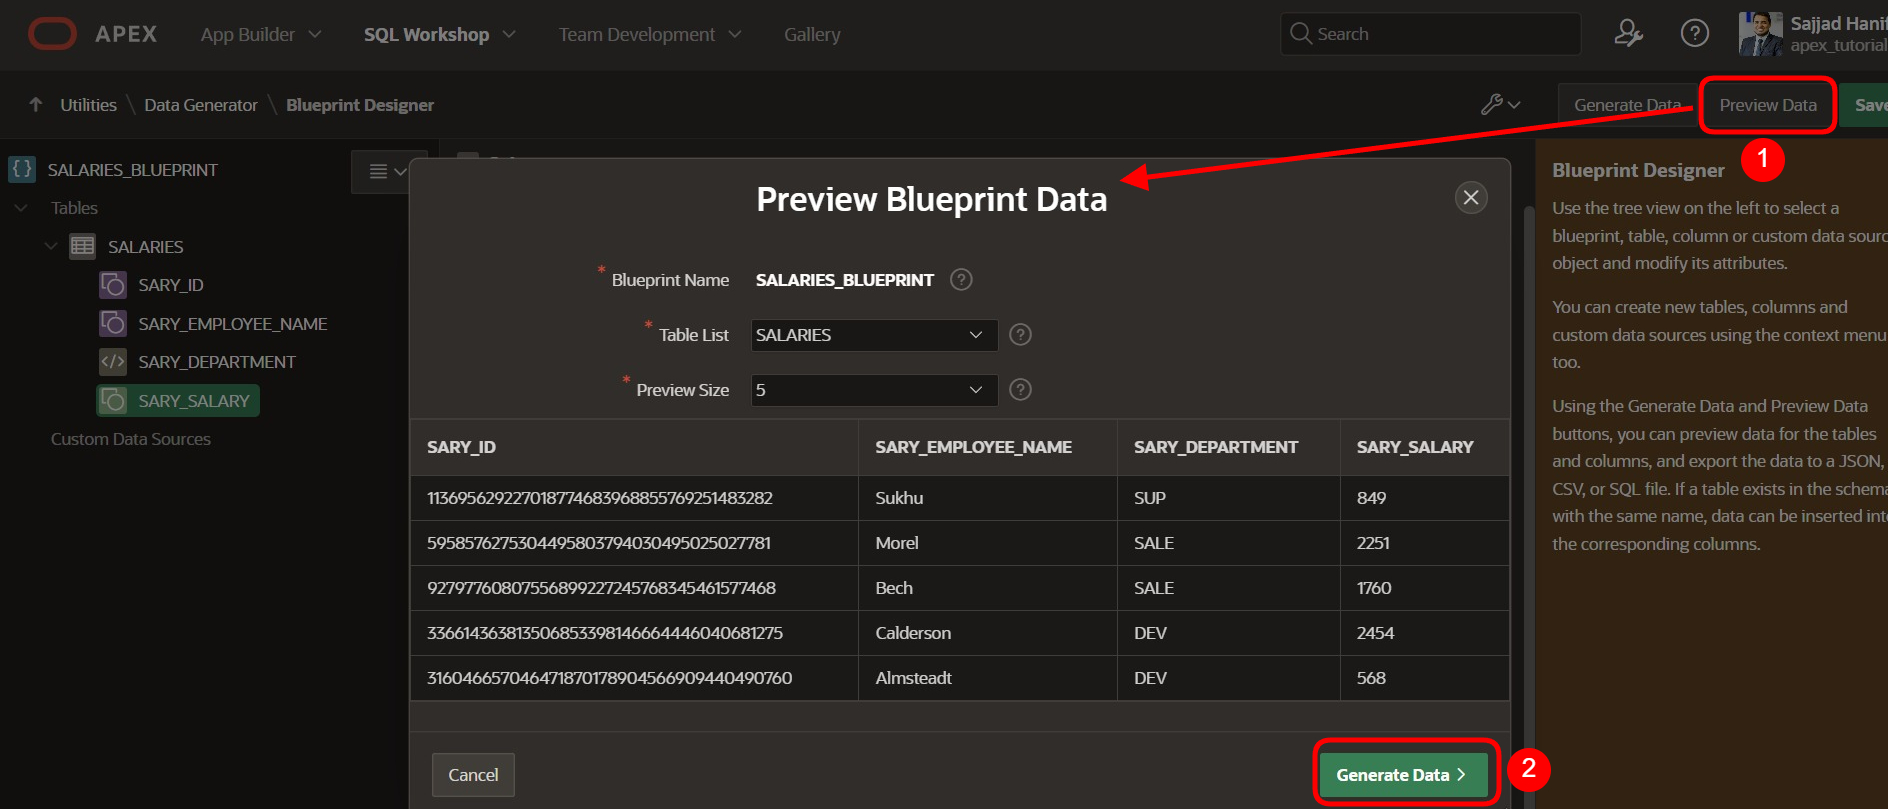 APEX App Builder SQL Workshop Team Development Gallery Search Sajjad Hanif
apex_tutorial
Utilities \ Data Generator \ Blueprint Designer Generate Data Preview Data Save
1
SALARIES_BLUEPRINT
Tables
SALARIES
SARY_ID
SARY_EMPLOYEE_NAME
SARY_DEPARTMENT
SARY_SALARY
Custom Data Sources
Preview Blueprint Data
* Blueprint Name SALARIES_BLUEPRINT ?
* Table List SALARIES ?
* Preview Size 5 ?
SARY_ID SARY_EMPLOYEE_NAME SARY_DEPARTMENT SARY_SALARY
113695629227018774683968855769251483282 Sukhu SUP 849
5958576275304495803794030495025027781 Morel SALE 2251
92797760807556899227245768345461577468 Bech SALE 1760
336614363813506853398146664446040681275 Calderson DEV 2454
316046657046471870178904566909440490760 Almsteadt DEV 568
Cancel Generate Data 2
Blueprint Designer
Use the tree view on the left to select a
blueprint, table, column or custom data sourc
object and modify its attributes.
You can create new tables, columns and
custom data sources using the context menu
too.
Using the Generate Data and Preview Data
buttons, you can preview data for the tables
and columns, and export the data to a JSON,
CSV, or SQL file. If a table exists in the schema
with the same name, data can be inserted into
the corresponding columns.